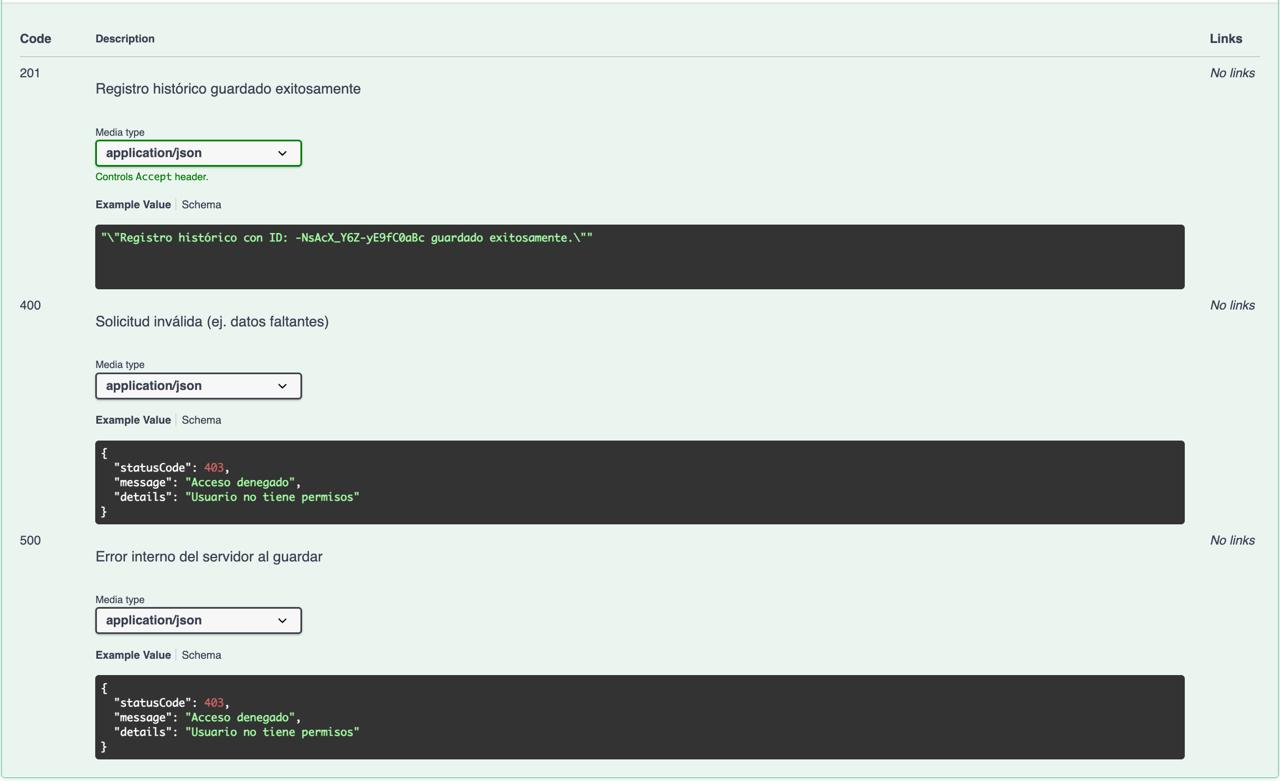 Code Description Links
201 No links
Registro histórico guardado exitosamente
Media type
application/json
Controls Accept header.
Example Value Schema
"\"Registro histórico con ID: -NsAcX_Y6Z-yE9fC0aBc guardado exitosamente.\""
400 No links
Solicitud inválida (ej. datos faltantes)
Media type
application/json
Example Value Schema
{
  "statusCode": 403,
  "message": "Acceso denegado",
  "details": "Usuario no tiene permisos"
}
500 No links
Error interno del servidor al guardar
Media type
application/json
Example Value Schema
{
  "statusCode": 403,
  "message": "Acceso denegado",
  "details": "Usuario no tiene permisos"
}